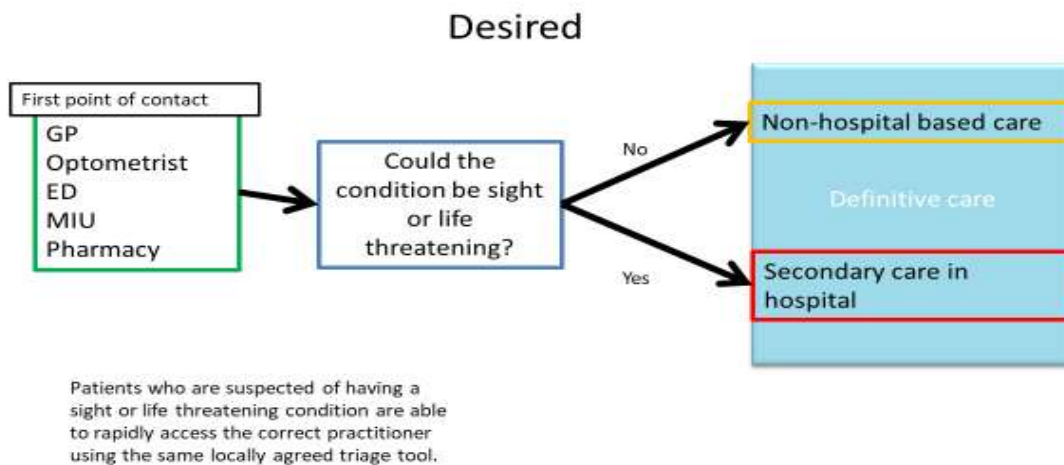 Desired
First point of contact
GP
Optometrist
ED
MIU
Pharmacy
Could the
condition be sight
or life
threatening?
No
Yes
Non-hospital based care
Definitive care
Secondary care in
hospital
Patients who are suspected of having a
sight or life threatening condition are able
to rapidly access the correct practitioner
using the same locally agreed triage tool.